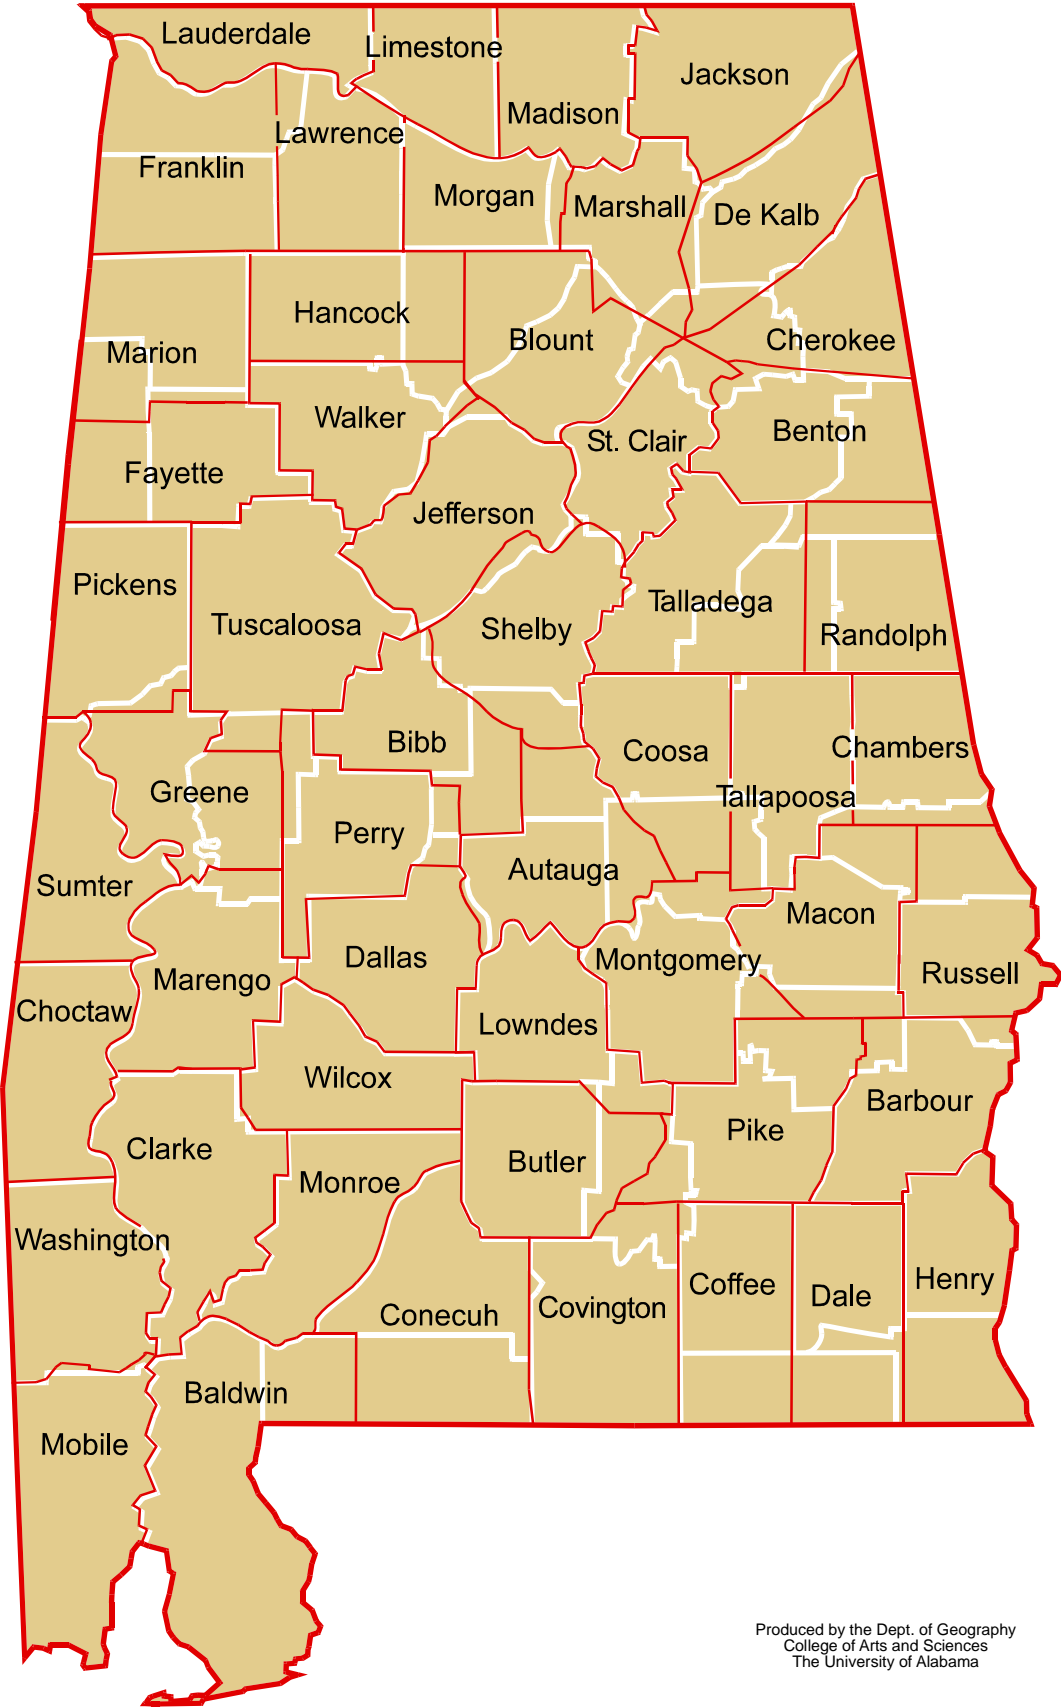 Lauderdale
Limestone
Jackson
Madison
Lawrence
Franklin
Morgan
Marshall
De Kalb
Hancock
Blount
Cherokee
Marion
Walker
St. Clair
Benton
Fayette
Jefferson
Pickens
Talladega
Tuscaloosa
Shelby
Randolph
Bibb
Coosa
Chambers
Greene
Tallapoosa
Perry
Autauga
Sumter
Macon
Dallas
Montgomery
Marengo
Russell
Choctaw
Lowndes
Wilcox
Barbour
Pike
Clarke
Butler
Monroe
Washington
Henry
Coffee
Dale
Covington
Conecuh
Baldwin
Mobile
Produced by the Dept. of Geography
College of Arts and Sciences
The University of Alabama